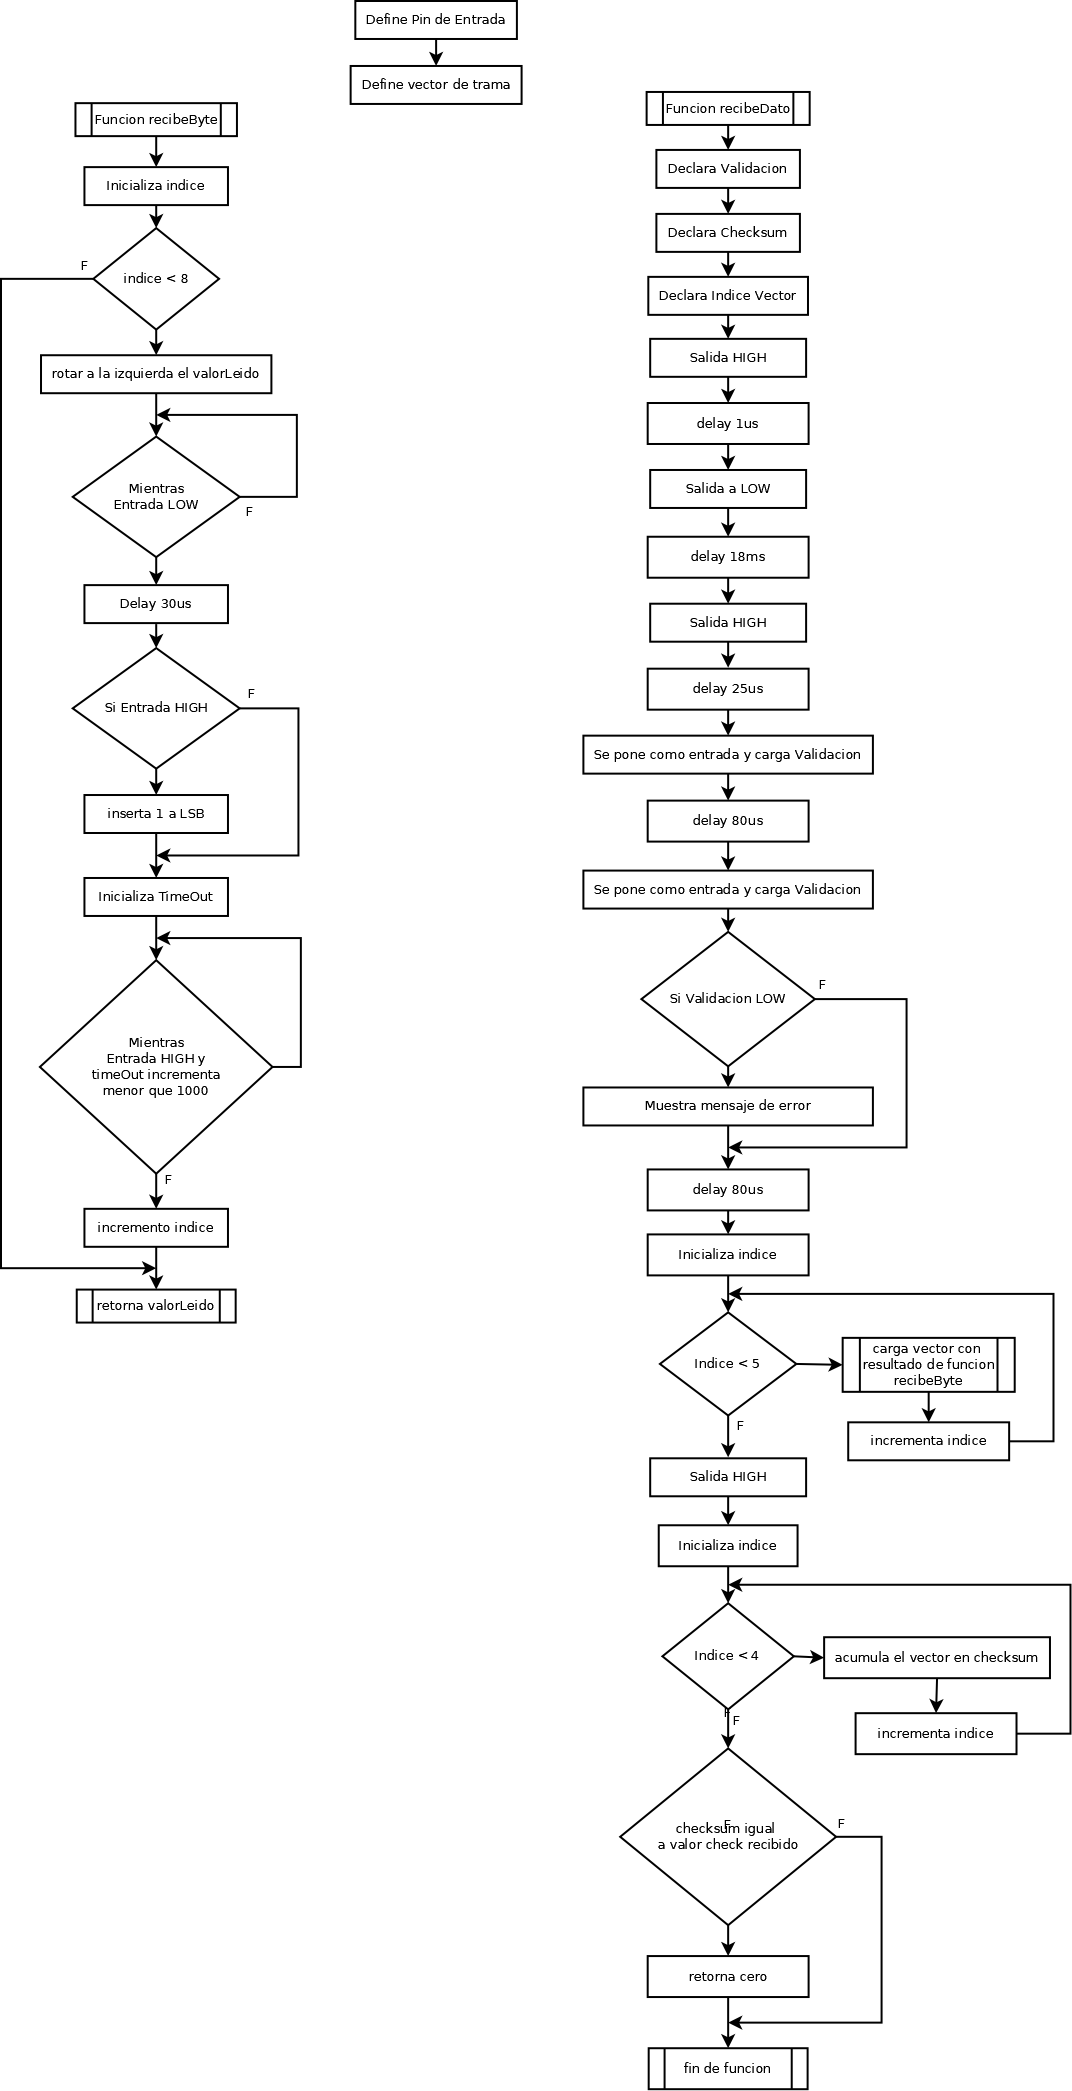 Define Pin de Entrada
Define vector de trama
Funcion recibeByte
Inicializa indice
F
indice < 8
rotar a la izquierda el valorLeido
Mientras
Entrada LOW
F
Delay 30us
F
Si Entrada HIGH
inserta 1 a LSB
Inicializa TimeOut
Mientras
Entrada HIGH y
timeOut incrementa
menor que 1000
F
incremento indice
retorna valorLeido
Funcion recibeDato
Declara Validacion
Declara Checksum
Declara Indice Vector
Salida HIGH
delay 1us
Salida a LOW
delay 18ms
Salida HIGH
delay 25us
Se pone como entrada y carga Validacion
delay 80us
Se pone como entrada y carga Validacion
F
Si Validacion LOW
Muestra mensaje de error
delay 80us
Inicializa indice
Indice < 5
carga vector con
resultado de funcion
recibeByte
F
incrementa indice
Salida HIGH
Inicializa indice
Indice < 4
acumula el vector en checksum
F
F
incrementa indice
F
F
checksum igual
a valor check recibido
retorna cero
fin de funcion